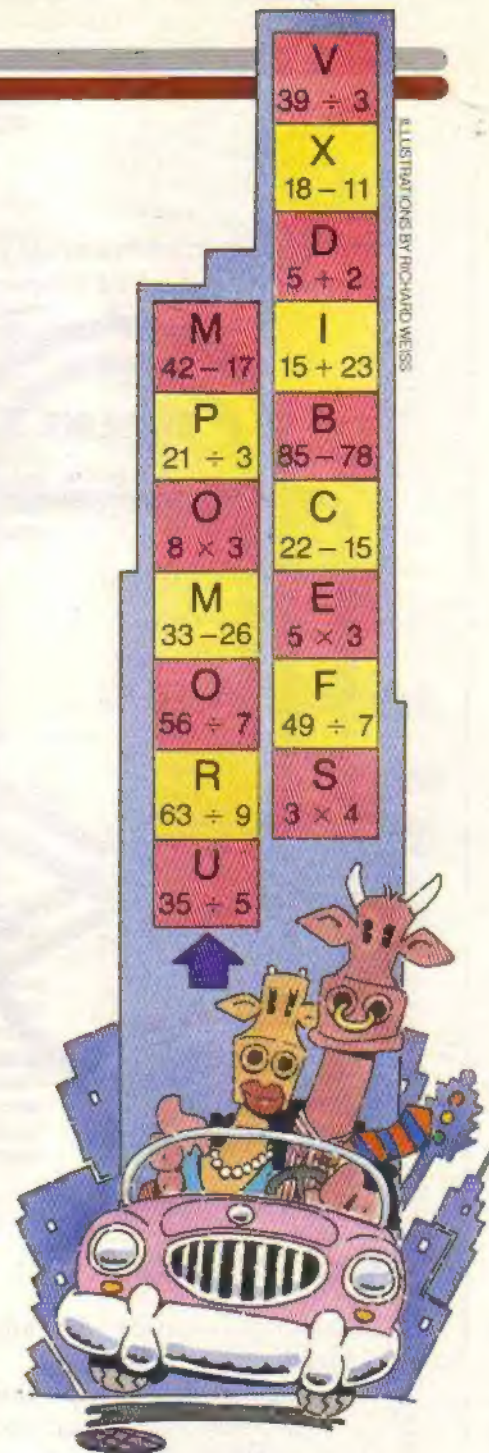 V
39 ÷ 3
X
18 – 11
D
5 + 2
I
15 + 23
B
85 – 78
C
22 – 15
E
5 × 3
F
49 ÷ 7
S
3 × 4
M
42 – 17
P
21 ÷ 3
O
8 × 3
M
33 – 26
O
56 ÷ 7
R
63 ÷ 9
U
35 ÷ 5
ILLUSTRATIONS BY RICHARD WEISS